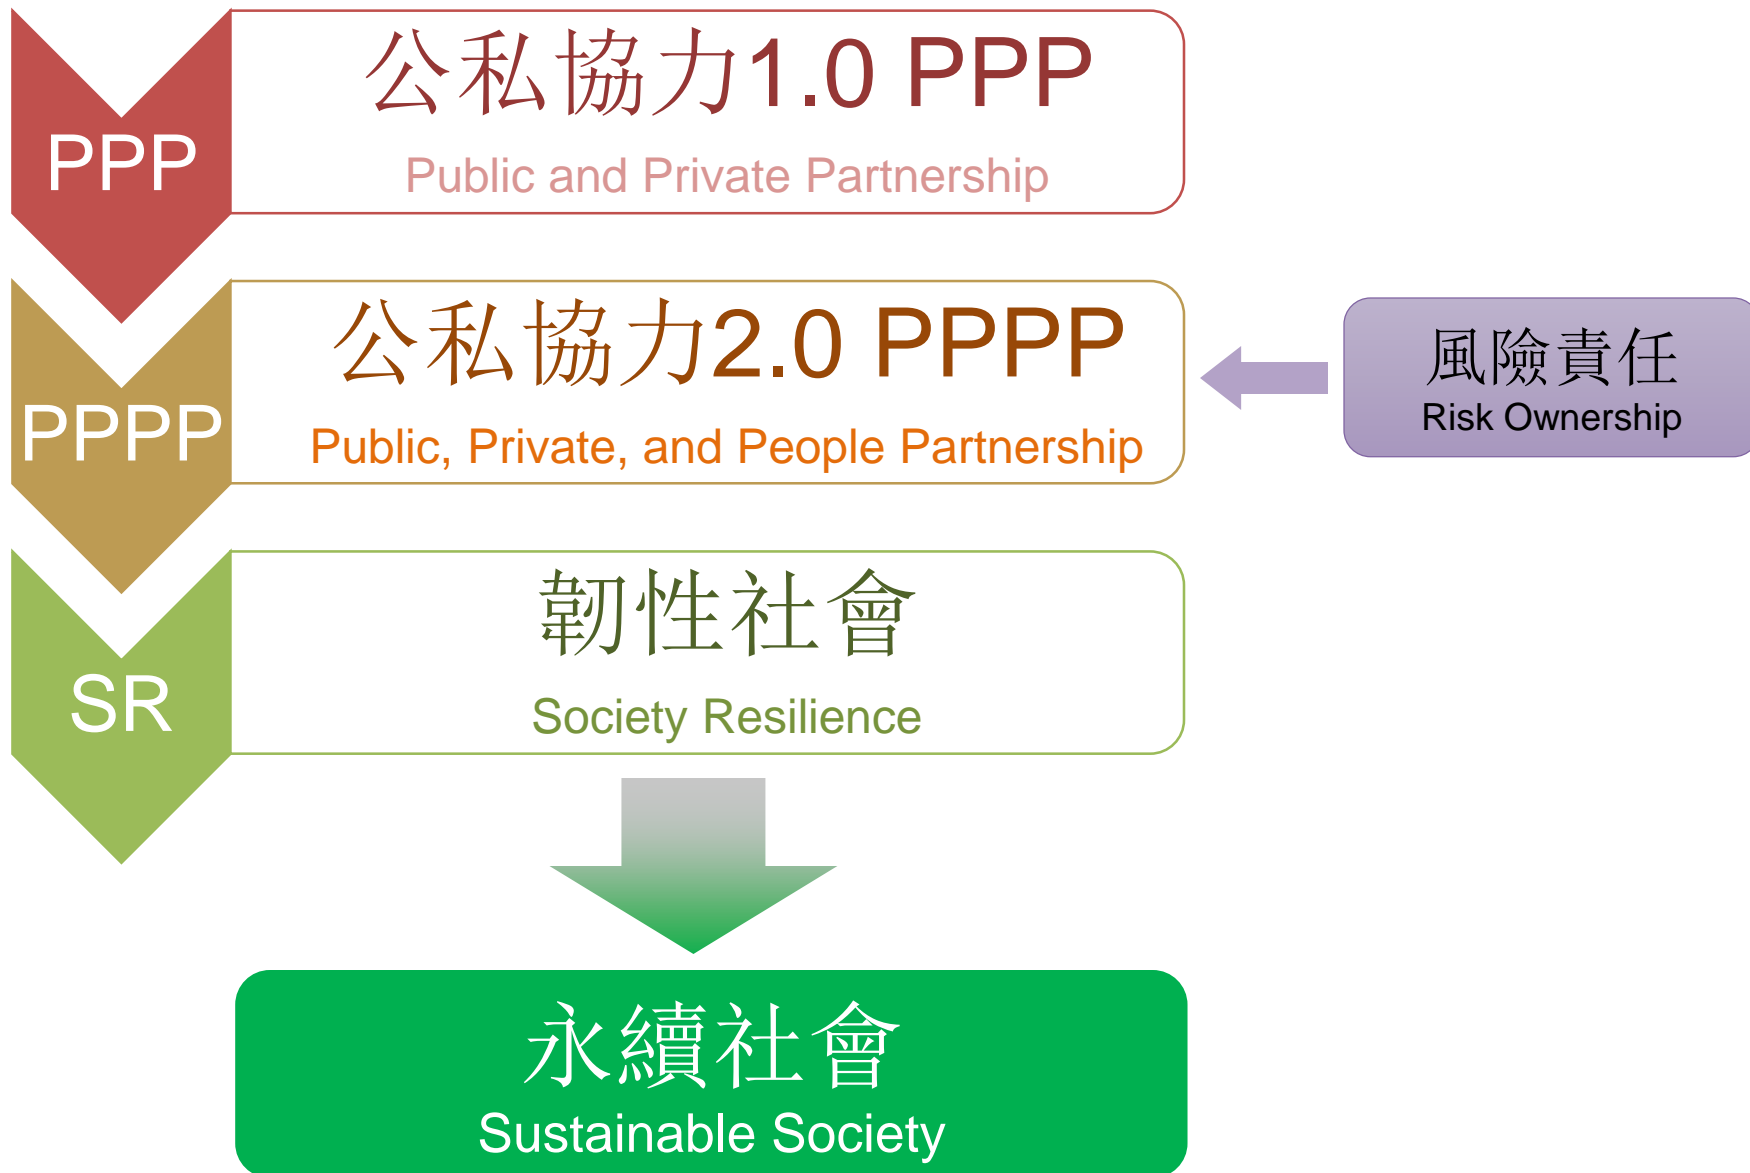 PPP
公私協力1.0 PPP
Public and Private Partnership
PPPP
公私協力2.0 PPPP
Public, Private, and People Partnership
風險責任
Risk Ownership
SR
韌性社會
Society Resilience
永續社會
Sustainable Society